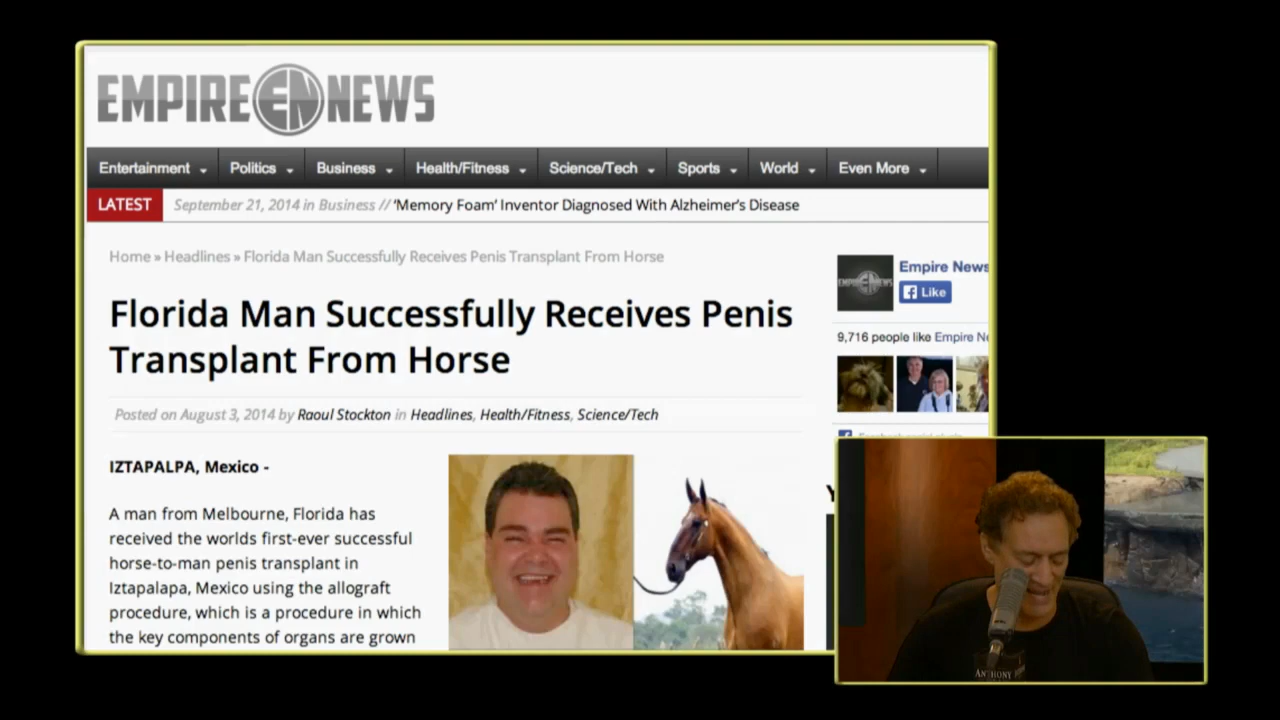 EMPIRE EN NEWS
Entertainment Politics Business Health/Fitness Science/Tech Sports World Even More
LATEST September 21, 2014 in Business // 'Memory Foam' Inventor Diagnosed With Alzheimer's Disease
Home » Headlines » Florida Man Successfully Receives Penis Transplant From Horse
Empire News
Like
Florida Man Successfully Receives Penis
Transplant From Horse
9,716 people like Empire Ne
Posted on August 3, 2014 by Raoul Stockton in Headlines, Health/Fitness, Science/Tech
IZTAPALPA, Mexico -
A man from Melbourne, Florida has
received the worlds first-ever successful
horse-to-man penis transplant in
Iztapalapa, Mexico using the allograft
procedure, which is a procedure in which
the key components of organs are grown
ANTHONY